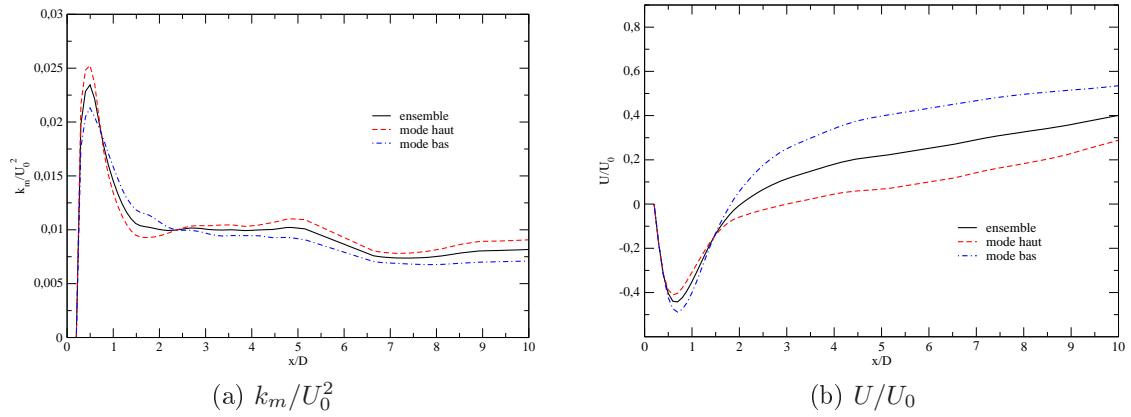 0,03
0,025
0,02
0,015
0,01
0,005
0
k_m/U_0^2
ensemble
mode haut
mode bas
0 1 2 3 4 5 6 7 8 9 10
x/D
(a) k_m/U_0^2
0,8
0,6
0,4
0,2
0
-0,2
-0,4
U/U_0
ensemble
mode haut
mode bas
0 1 2 3 4 5 6 7 8 9 10
x/D
(b) U/U_0